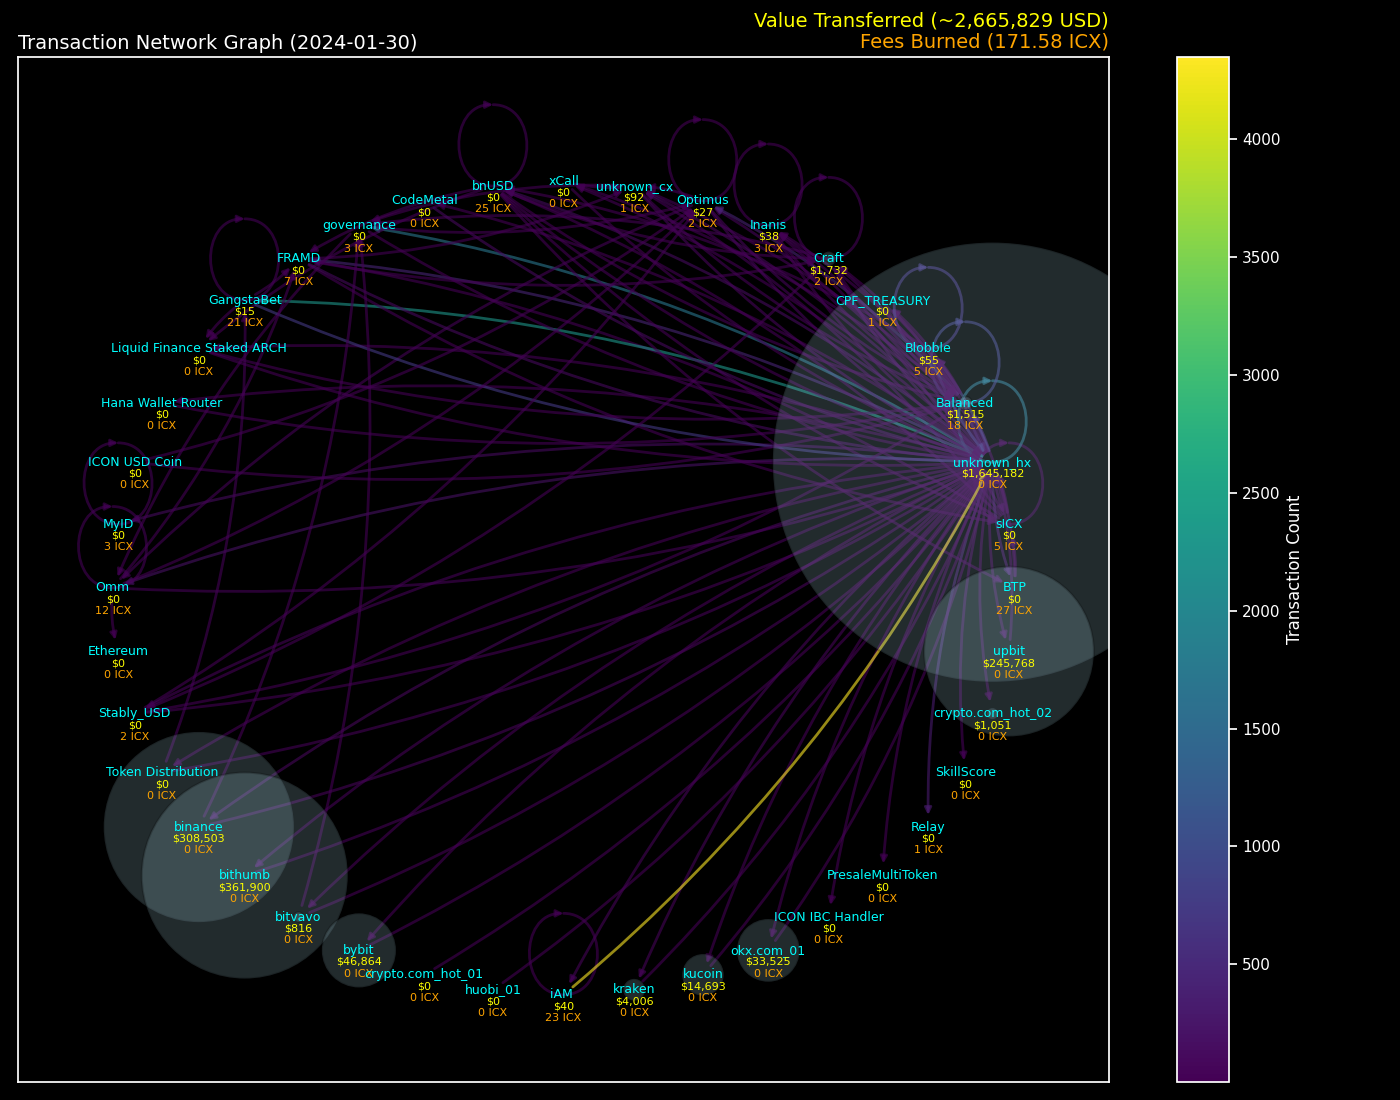 Value Transferred (~2,665,829 USD)
Transaction Network Graph (2024-01-30)
Fees Burned (171.58 ICX)
bnUSD
$0
25 ICX
xCall
$0
0 ICX
unknown_cx
$92
1 ICX
Optimus
$27
2 ICX
CodeMetal
$0
0 ICX
governance
$0
3 ICX
Inanis
$38
3 ICX
FRAMD
$0
7 ICX
Craft
$1,732
2 ICX
GangstaBet
$15
21 ICX
CPF_TREASURY
$0
1 ICX
Liquid Finance Staked ARCH
$0
0 ICX
Blobble
$55
5 ICX
Hana Wallet Router
$0
0 ICX
Balanced
$1,515
18 ICX
ICON USD Coin
$0
0 ICX
unknown_hx
$1,645,182
0 ICX
MyID
$0
3 ICX
sICX
$0
5 ICX
Omm
$0
12 ICX
BTP
$0
27 ICX
Ethereum
$0
0 ICX
upbit
$245,768
0 ICX
Stably_USD
$0
2 ICX
crypto.com_hot_02
$1,051
0 ICX
Token Distribution
$0
0 ICX
SkillScore
$0
0 ICX
binance
$308,503
0 ICX
Relay
$0
1 ICX
bithumb
$361,900
0 ICX
PresaleMultiToken
$0
0 ICX
bitvavo
$816
0 ICX
ICON IBC Handler
$0
0 ICX
bybit
$46,864
0 ICX
okx.com_01
$33,525
0 ICX
crypto.com_hot_01
$0
0 ICX
huobi_01
$0
0 ICX
iAM
$40
23 ICX
kraken
$4,006
0 ICX
kucoin
$14,693
0 ICX
4000
3500
3000
2500
2000
1500
1000
500
Transaction Count